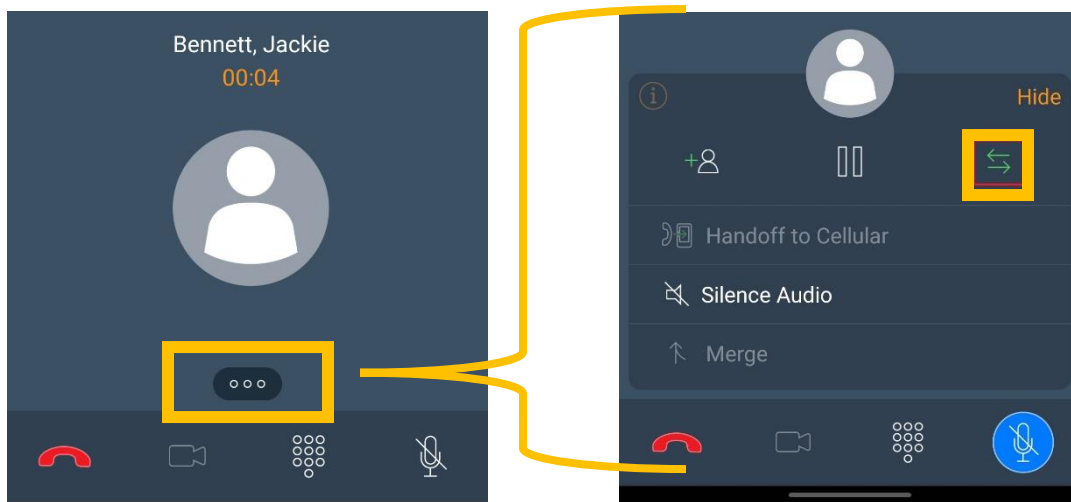 Bennett, Jackie
00:04
Hide
Handoff to Cellular
Silence Audio
Merge